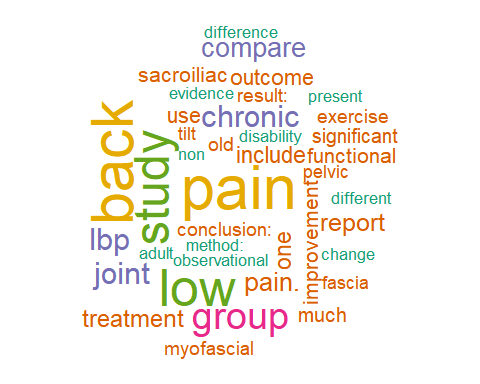 difference
compare
sacroiliac outcome
evidence result: present
use chronic exercise
tilt old disability significant
non include functional
back study pain pelvic
different
lbp conclusion: one improvement report
adult method: change
observational
joint low pain. fascia
treatment group much
myofascial